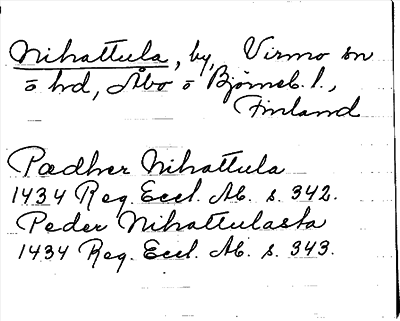 Nihattula, by, Virmo sn
o hd, Åbo o Björneb. l.,
Finland
Pædher Nihattula
1434 Reg. Eccl. Ab. s. 342.
Peder Nihattulasta
1434 Reg. Eccl. Ab. s. 343.